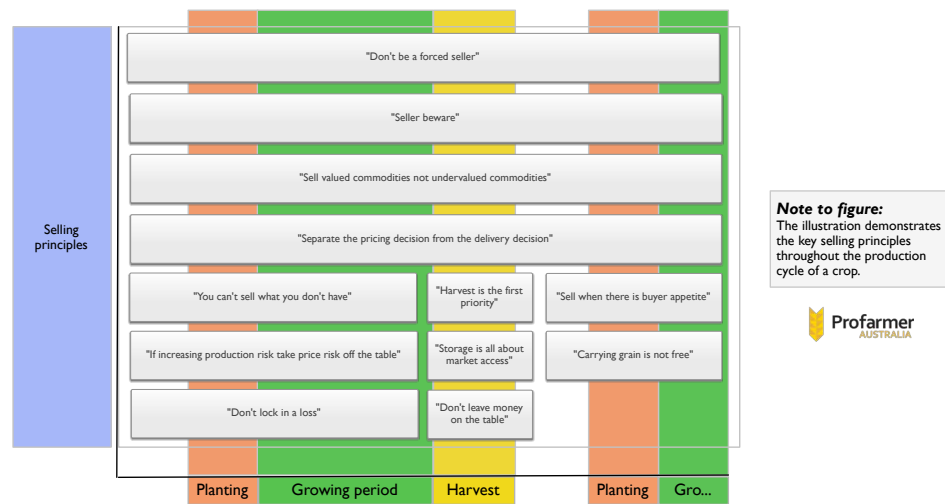 "Don't be a forced seller"
"Seller beware"
"Sell valued commodities not undervalued commodities"
Selling
principles
"Separate the pricing decision from the delivery decision"
"You can't sell what you don't have"
"Harvest is the first
priority"
"Sell when there is buyer appetite"
"If increasing production risk take price risk off the table"
"Storage is all about
market access"
"Carrying grain is not free"
"Don't lock in a loss"
"Don't leave money
on the table"
Planting
Growing period
Harvest
Planting
Gro...
Note to figure:
The illustration demonstrates
the key selling principles
throughout the production
cycle of a crop.
Profarmer
AUSTRALIA